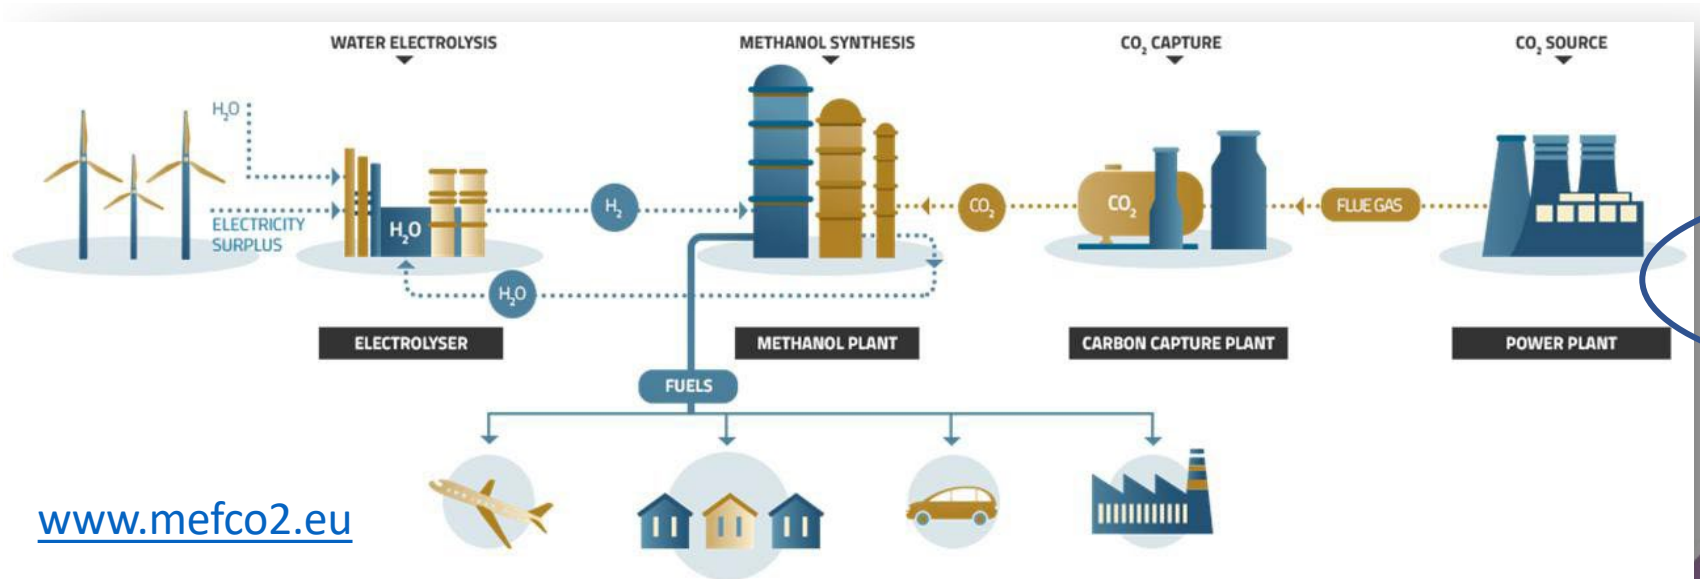 WATER ELECTROLYSIS
METHANOL SYNTHESIS
CO₂ CAPTURE
CO₂ SOURCE
H₂O
ELECTRICITY
SURPLUS
H₂O
H₂
CO₂
CO₂
FLUE GAS
H₂O
ELECTROLYSER
METHANOL PLANT
CARBON CAPTURE PLANT
POWER PLANT
FUELS
www.mefco2.eu